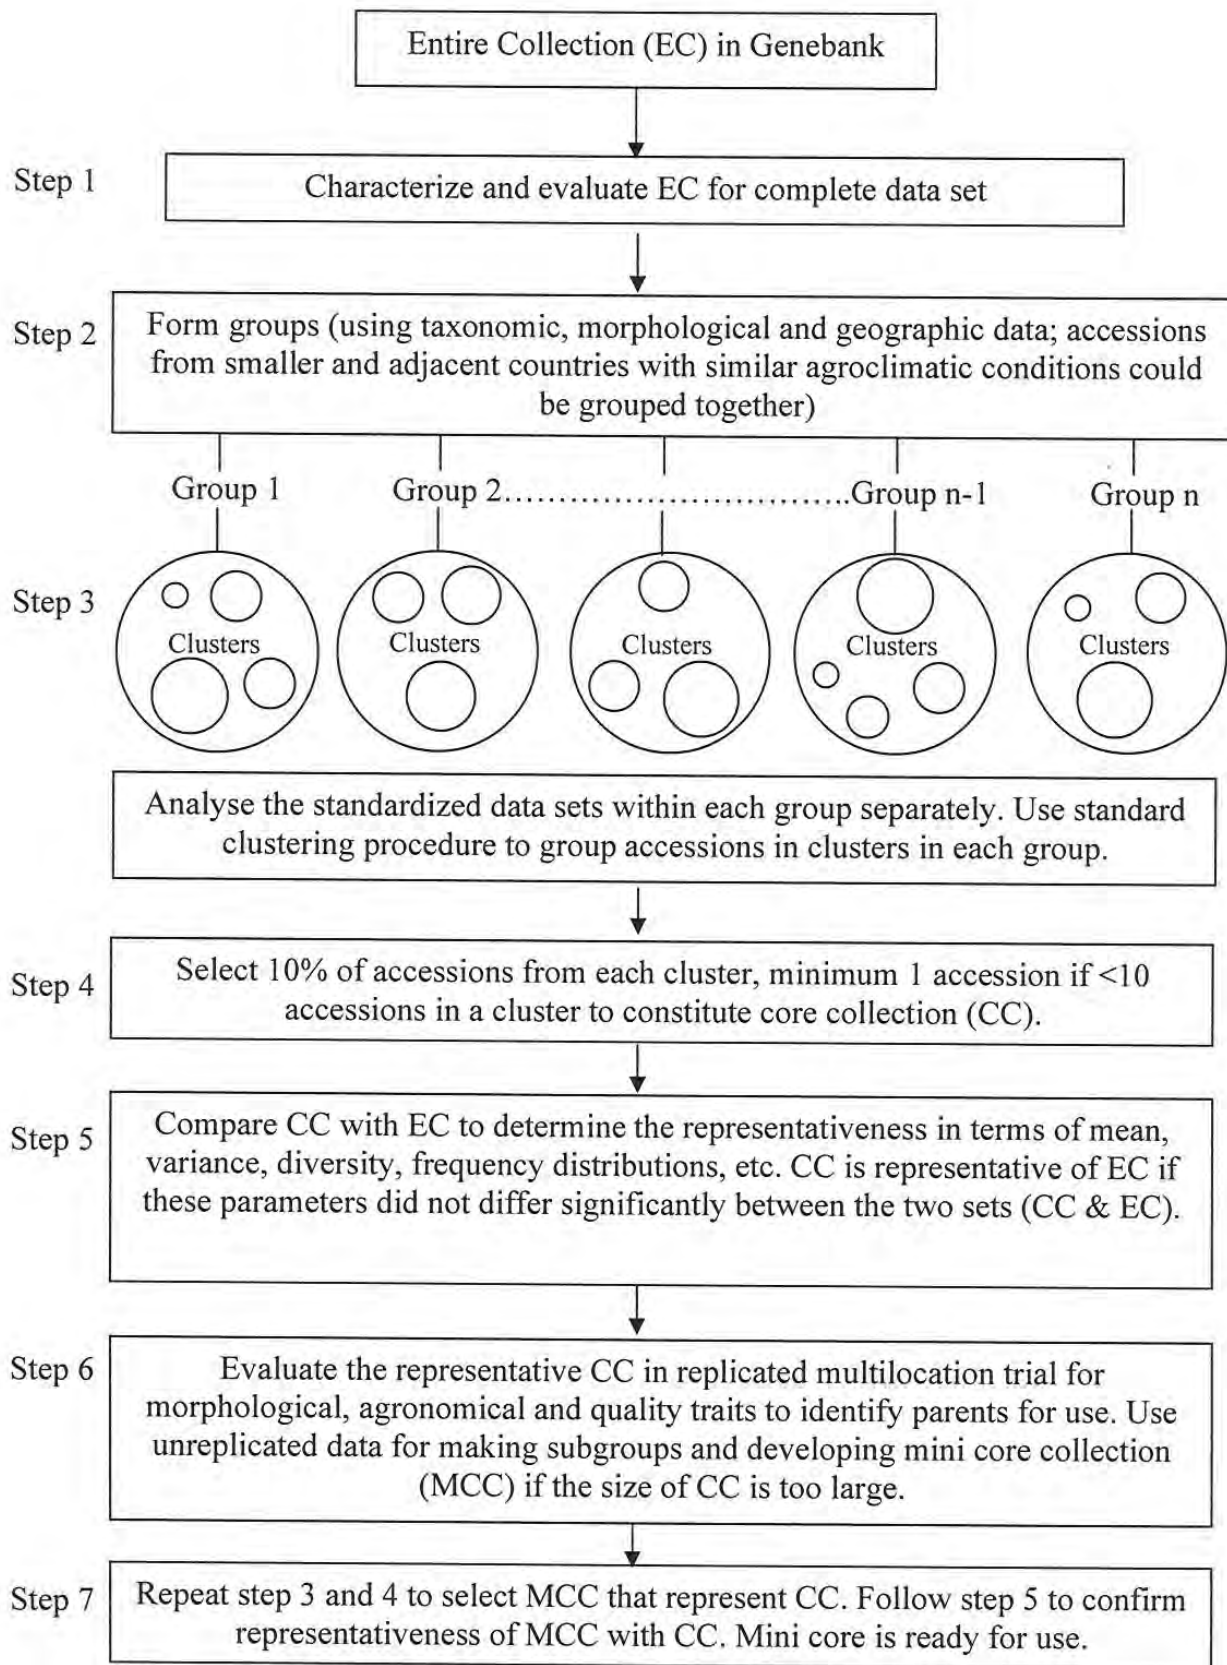 Entire Collection (EC) in Genebank
Step 1
Characterize and evaluate EC for complete data set
Step 2
Form groups (using taxonomic, morphological and geographic data; accessions
from smaller and adjacent countries with similar agroclimatic conditions could
be grouped together)
Group 1
Group 2.................................Group n-1
Group n
Step 3
Clusters
Clusters
Clusters
Clusters
Clusters
Analyse the standardized data sets within each group separately. Use standard
clustering procedure to group accessions in clusters in each group.
Step 4
Select 10% of accessions from each cluster, minimum 1 accession if <10
accessions in a cluster to constitute core collection (CC).
Step 5
Compare CC with EC to determine the representativeness in terms of mean,
variance, diversity, frequency distributions, etc. CC is representative of EC if
these parameters did not differ significantly between the two sets (CC & EC).
Step 6
Evaluate the representative CC in replicated multilocation trial for
morphological, agronomical and quality traits to identify parents for use. Use
unreplicated data for making subgroups and developing mini core collection
(MCC) if the size of CC is too large.
Step 7
Repeat step 3 and 4 to select MCC that represent CC. Follow step 5 to confirm
representativeness of MCC with CC. Mini core is ready for use.